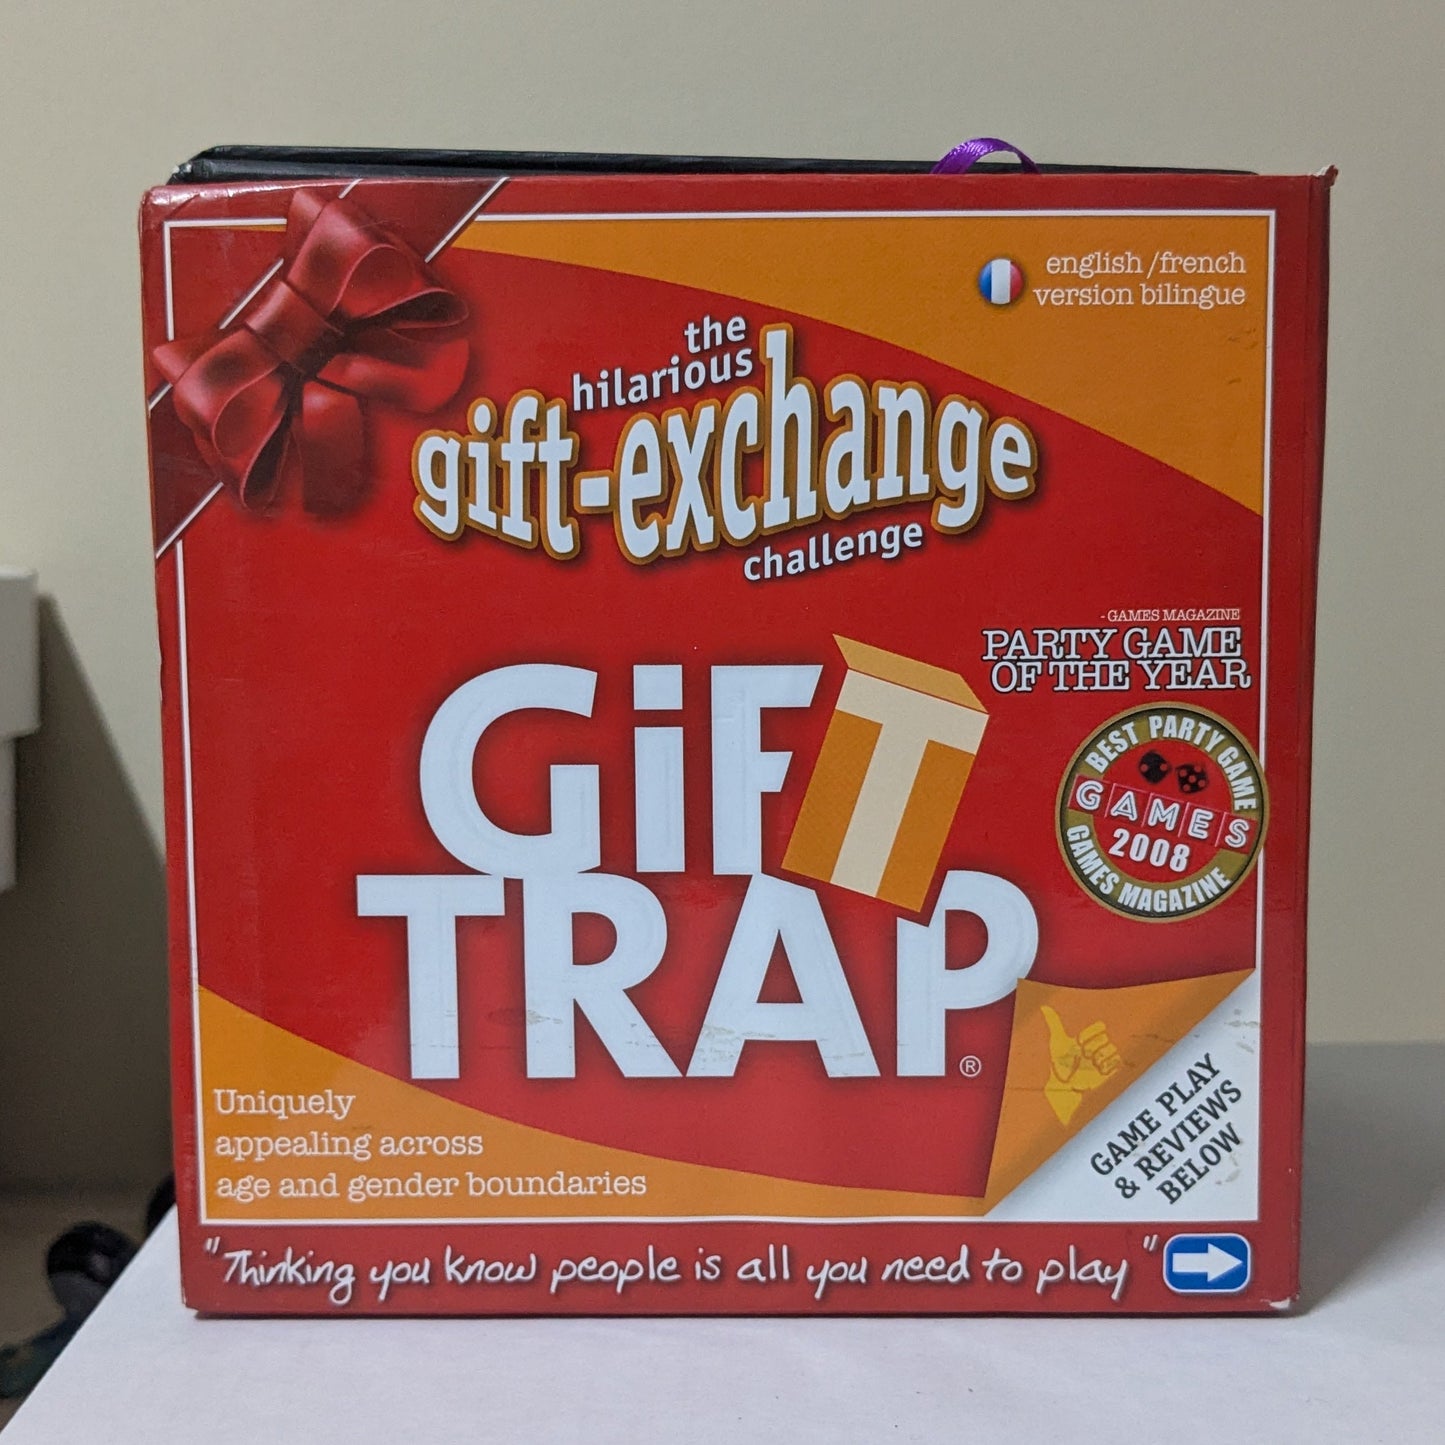 english/french
version bilingue
the
hilarious
gift-exchange
challenge
- GAMES MAGAZINE
PARTY GAME
OF THE YEAR
GiFT
TRAP®
BEST PARTY GAME
GAMES
2008
GAMES MAGAZINE
Uniquely
appealing across
age and gender boundaries
GAME PLAY
& REVIEWS
BELOW
"Thinking you know people is all you need to play"